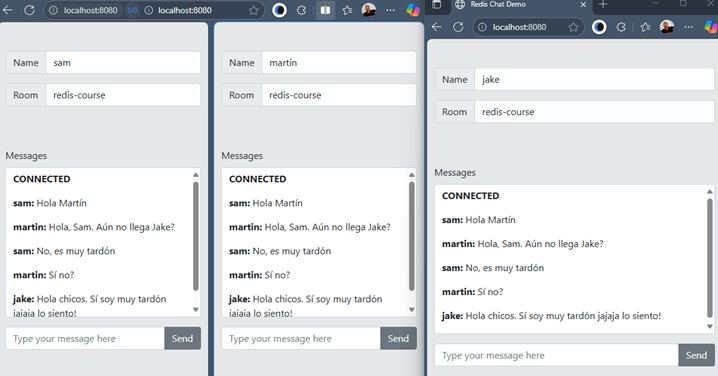 localhost:8080
localhost:8080
Redis Chat Demo
localhost:8080
Name sam
Room redis-course
Messages
CONNECTED
sam: Hola Martín
martin: Hola, Sam. Aún no llega Jake?
sam: No, es muy tardón
martin: Sí no?
jake: Hola chicos. Sí soy muy tardón
jajaja lo siento!
Type your message here Send
Name martin
Room redis-course
Messages
CONNECTED
sam: Hola Martín
martin: Hola, Sam. Aún no llega Jake?
sam: No, es muy tardón
martin: Sí no?
jake: Hola chicos. Sí soy muy tardón
jajaja lo siento!
Type your message here Send
Name jake
Room redis-course
Messages
CONNECTED
sam: Hola Martín
martin: Hola, Sam. Aún no llega Jake?
sam: No, es muy tardón
martin: Sí no?
jake: Hola chicos. Sí soy muy tardón jajaja lo siento!
Type your message here Send